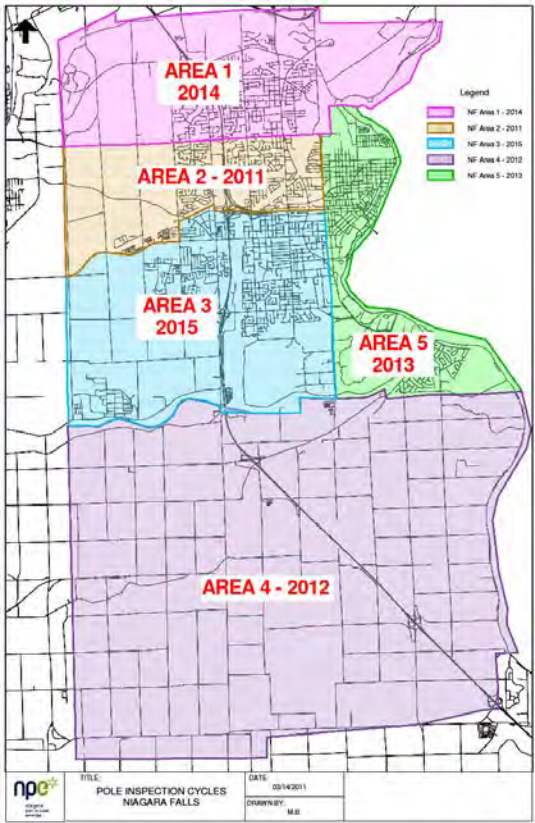 AREA 1
2014
Legend
NF Area 1 - 2014
NF Area 2 - 2011
NF Area 3 - 2015
NF Area 4 - 2012
NF Area 5 - 2013
AREA 2 - 2011
AREA 3
2015
AREA 5
2013
AREA 4 - 2012
npe
TITLE:
POLE INSPECTION CYCLES
NIAGARA FALLS
DATE:
03/14/2011
DRAWN BY:
M.B.